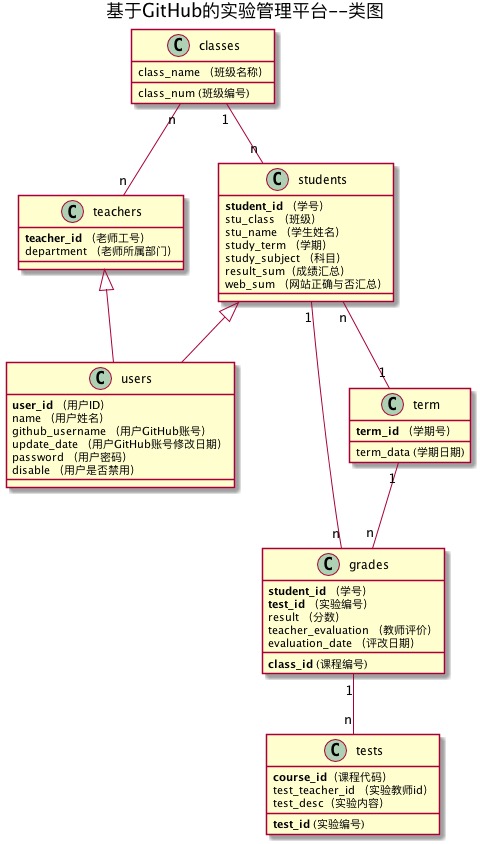 基于GitHub的实验管理平台--类图
C classes
class_name （班级名称）
class_num (班级编号)
n
1
n
n
C teachers
teacher_id （老师工号）
department （老师所属部门）
C students
student_id （学号）
stu_class （班级）
stu_name （学生姓名）
study_term （学期）
study_subject （科目）
result_sum（成绩汇总）
web_sum （网站正确与否汇总）
1
n
1
C users
user_id （用户ID）
name （用户姓名）
github_username （用户GitHub账号）
update_date （用户GitHub账号修改日期）
password （用户密码）
disable （用户是否禁用）
C term
term_id （学期号）
term_data (学期日期)
1
n
n
C grades
student_id （学号）
test_id （实验编号）
result （分数）
teacher_evaluation （教师评价）
evaluation_date （评改日期）
class_id (课程编号)
1
n
C tests
course_id（课程代码）
test_teacher_id （实验教师id）
test_desc（实验内容）
test_id (实验编号)